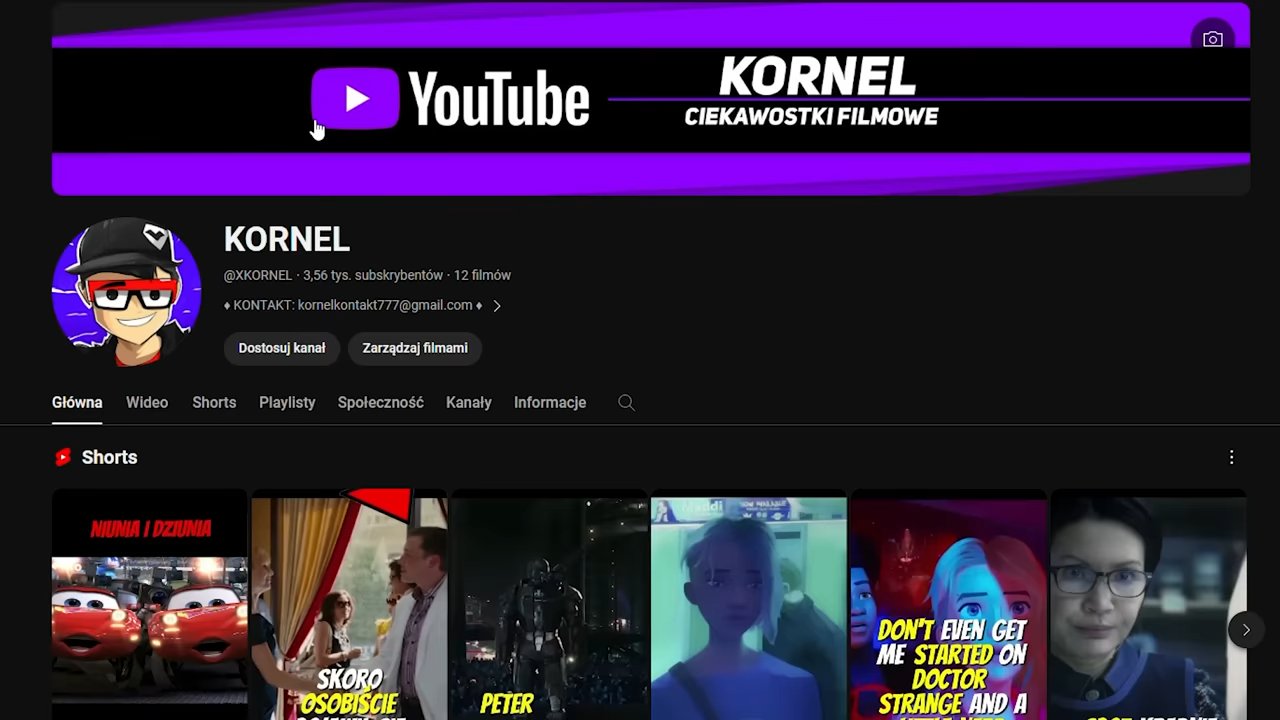 YouTube
KORNEL
CIEKAWOSTKI FILMOWE
KORNEL
@XKORNEL · 3,56 tys. subskrybentów · 12 filmów
♦ KONTAKT: kornelkontakt777@gmail.com ♦
Dostosuj kanał
Zarządzaj filmami
Główna
Wideo
Shorts
Playlisty
Społeczność
Kanały
Informacje
Shorts
NIUNIA I DZIUNIA
SKORO
OSOBIŚCIE
PETER
DON'T EVEN GET
ME STARTED ON
DOCTOR
STRANGE AND A